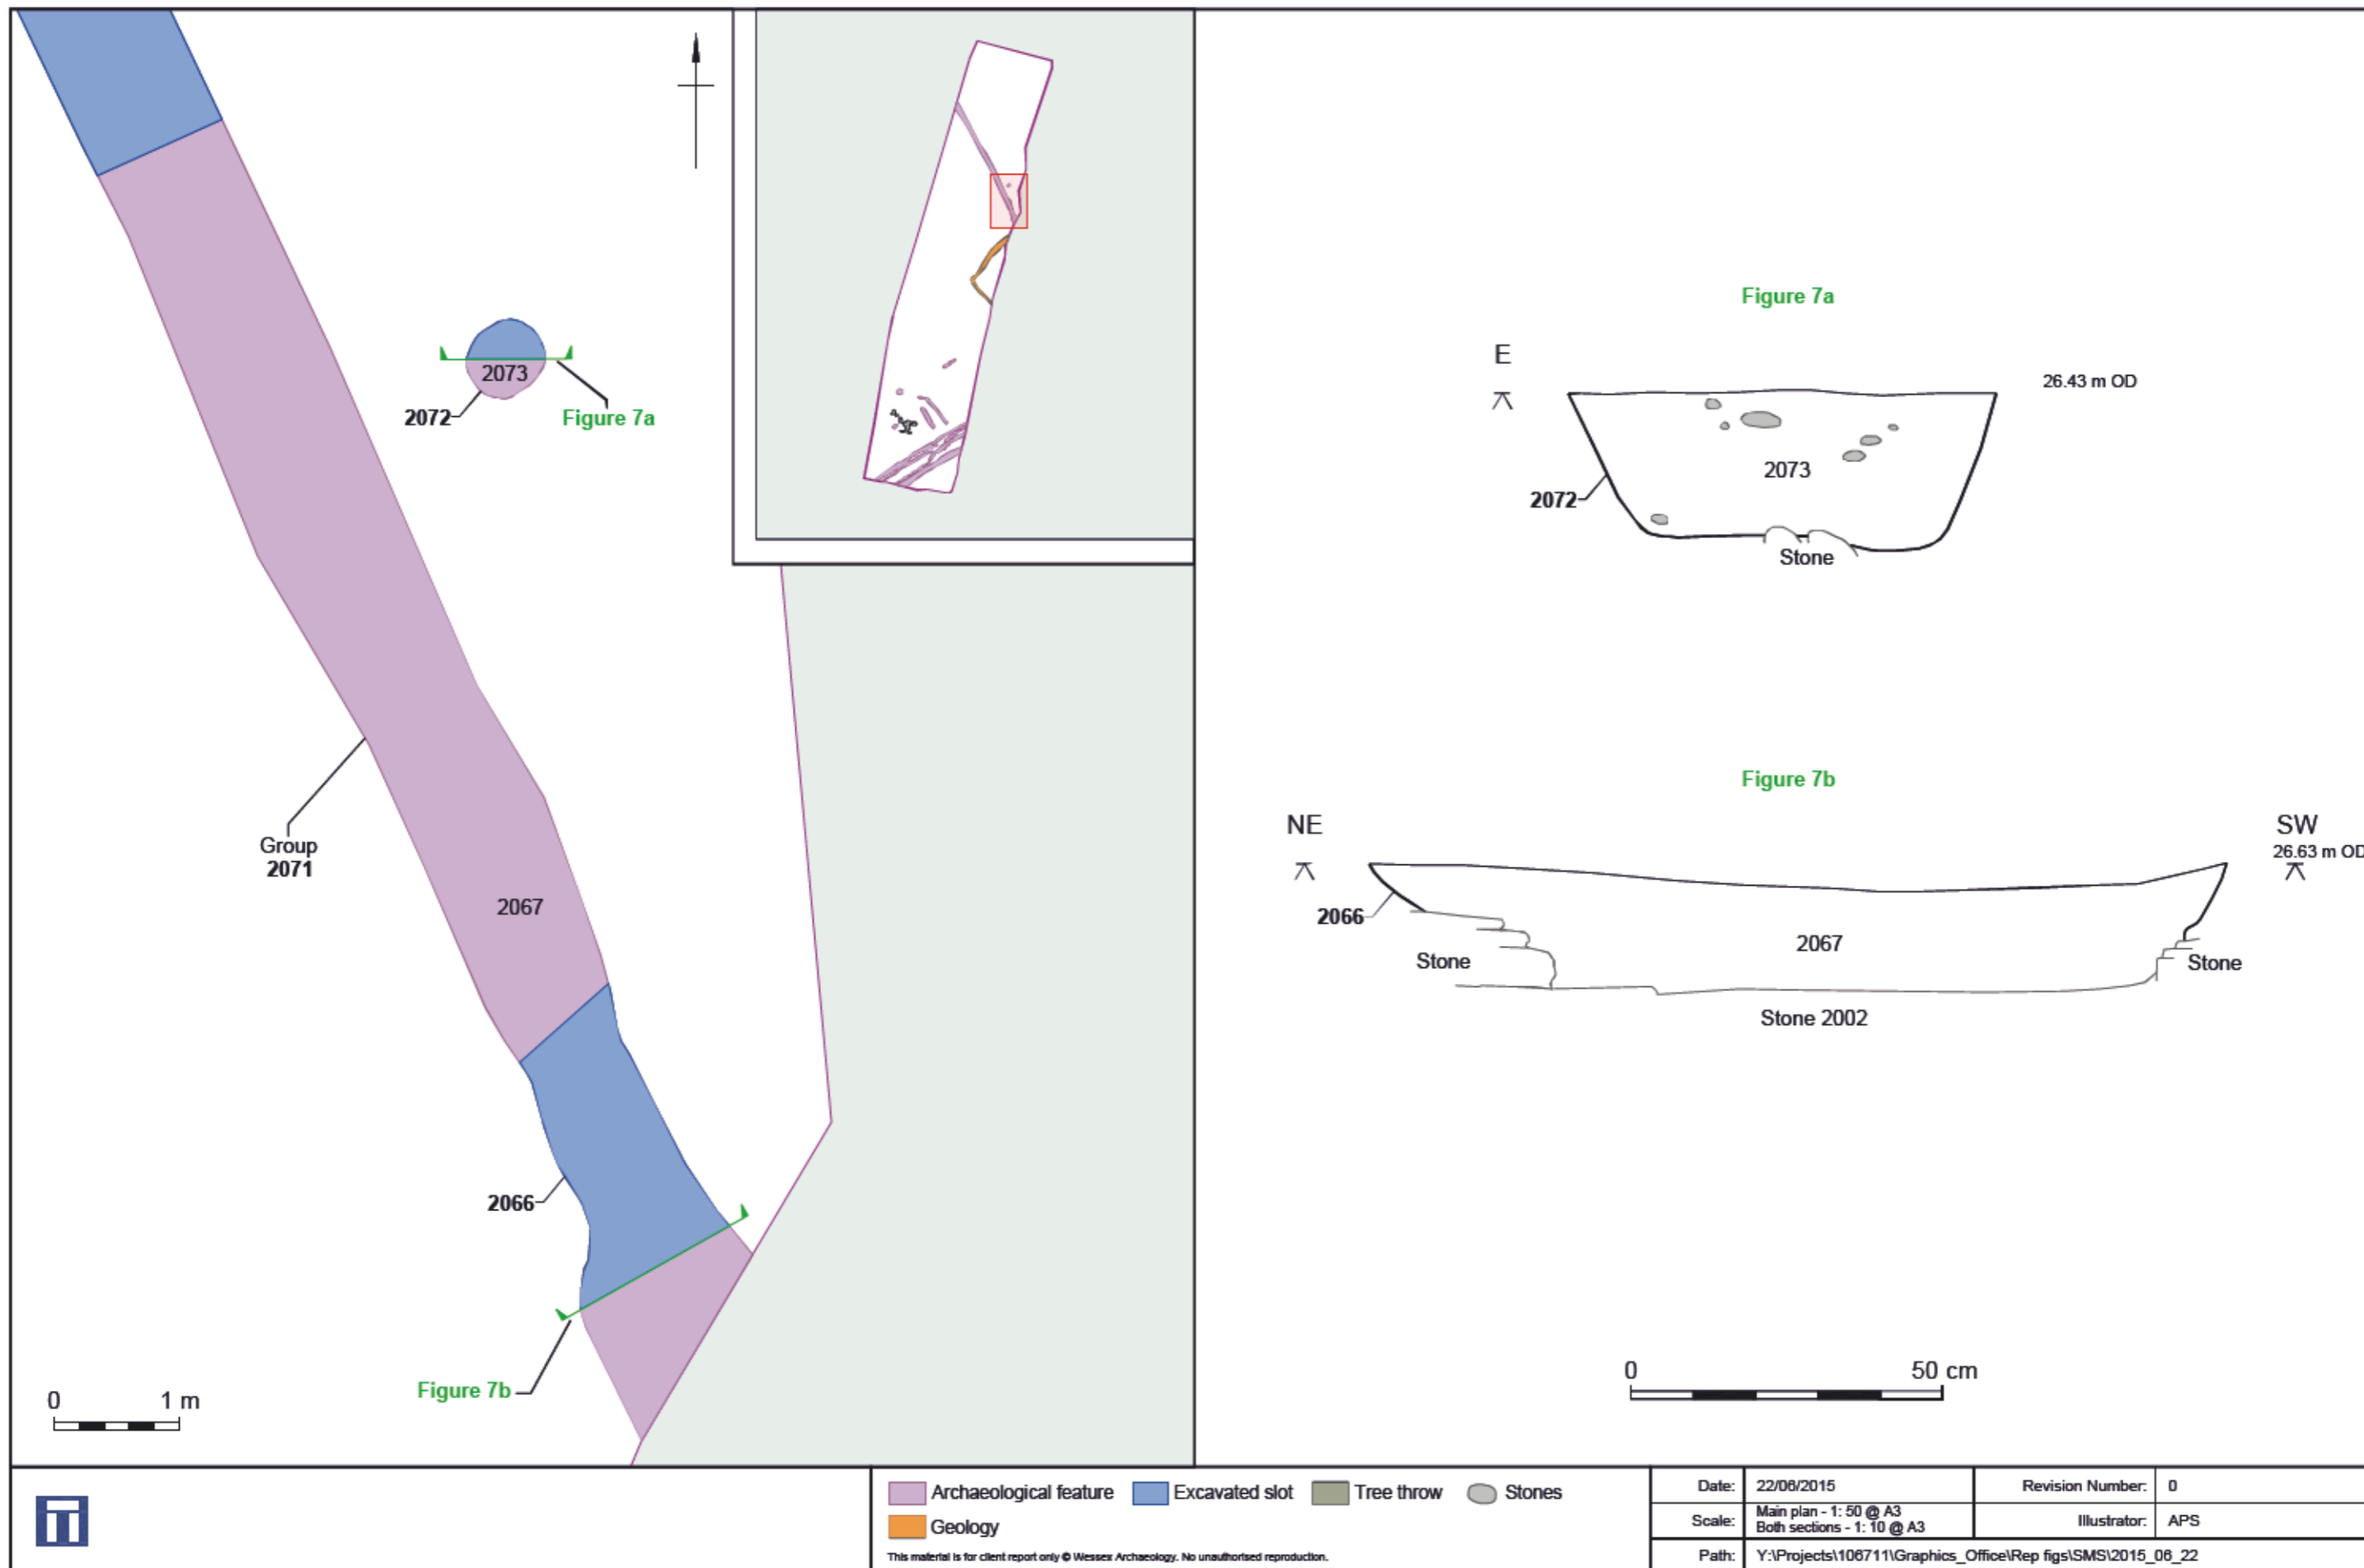 2073
2072
Figure 7a
Group
2071
2067
2066
Figure 7b
0 1 m
Figure 7a
E
26.43 m OD
2073
2072
Stone
Figure 7b
NE
SW
26.63 m OD
2066
2067
Stone
Stone
Stone 2002
0 50 cm
Archaeological feature Excavated slot Tree throw Stones
Geology
This material is for client report only © Wessex Archaeology. No unauthorised reproduction.
Date: 22/06/2015 Revision Number: 0
Scale: Main plan - 1: 50 @ A3
Both sections - 1: 10 @ A3
Illustrator: APS
Path: Y:\Projects\106711\Graphics_Office\Rep figs\SMS\2015_06_22